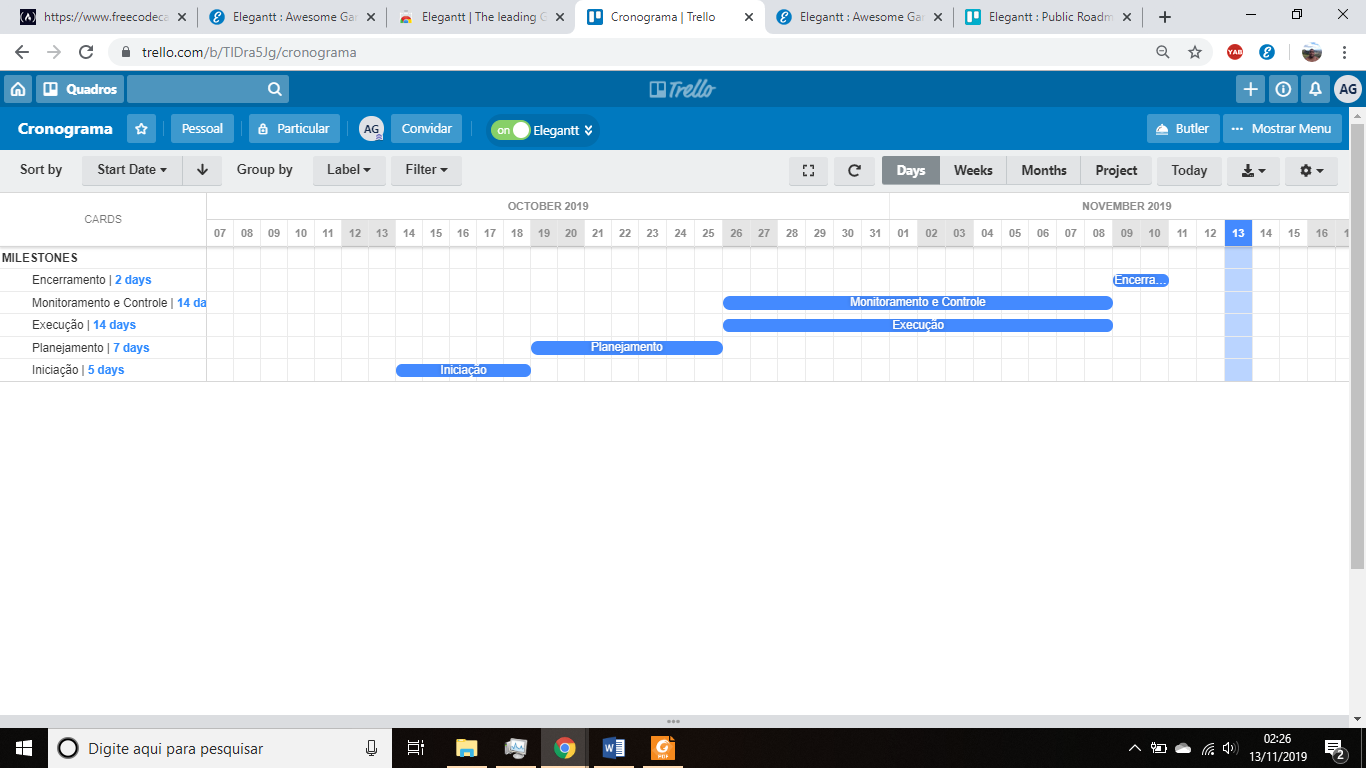 https://www.freecodeca
Elegantt : Awesome Ga
Elegantt | The leading G
Cronograma | Trello
Elegantt : Awesome Ga
Elegantt : Public Roadm
trello.com/b/TlDra5Jg/cronograma
YAB
Quadros
Trello
AG
Cronograma
Pessoal
Particular
AG
Convidar
on Elegantt
Butler
Mostrar Menu
Sort by Start Date Group by Label Filter Days Weeks Months Project Today
CARDS
OCTOBER 2019 NOVEMBER 2019
07 08 09 10 11 12 13 14 15 16 17 18 19 20 21 22 23 24 25 26 27 28 29 30 31 01 02 03 04 05 06 07 08 09 10 11 12 13 14 15 16
MILESTONES
Encerramento | 2 days Encerra...
Monitoramento e Controle | 14 da Monitoramento e Controle
Execução | 14 days Execução
Planejamento | 7 days Planejamento
Iniciação | 5 days Iniciação
Digite aqui para pesquisar
PDF
02:26
13/11/2019
2